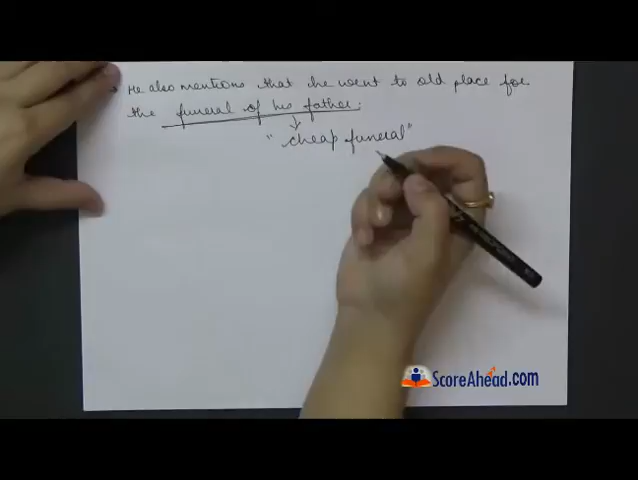 He also mentions that he went to old place for
the funeral of his father.
"cheap funeral"
ScoreAhead.com